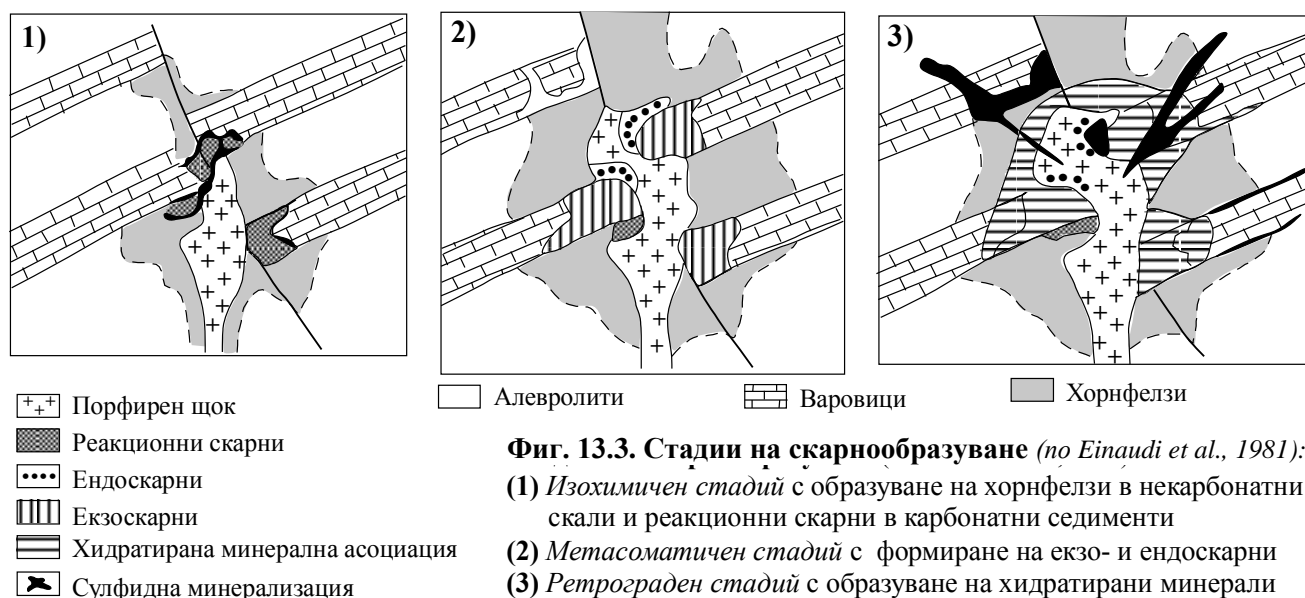 1)
2)
3)
Алевролити
Варовици
Хорнфелзи
Порфирен щок
Реакционни скарни
Ендоскарни
Екзоскарни
Хидратирана минерална асоциация
Сулфидна минерализация
Фиг. 13.3. Стадии на скарнообразуване (по Einaudi et al., 1981):
(1) Изохимичен стадий с образуване на хорнфелзи в некарбонатни
скали и реакционни скарни в карбонатни седименти
(2) Метасоматичен стадий с формиране на екзо- и ендоскарни
(3) Ретрограден стадий с образуване на хидратирани минерали